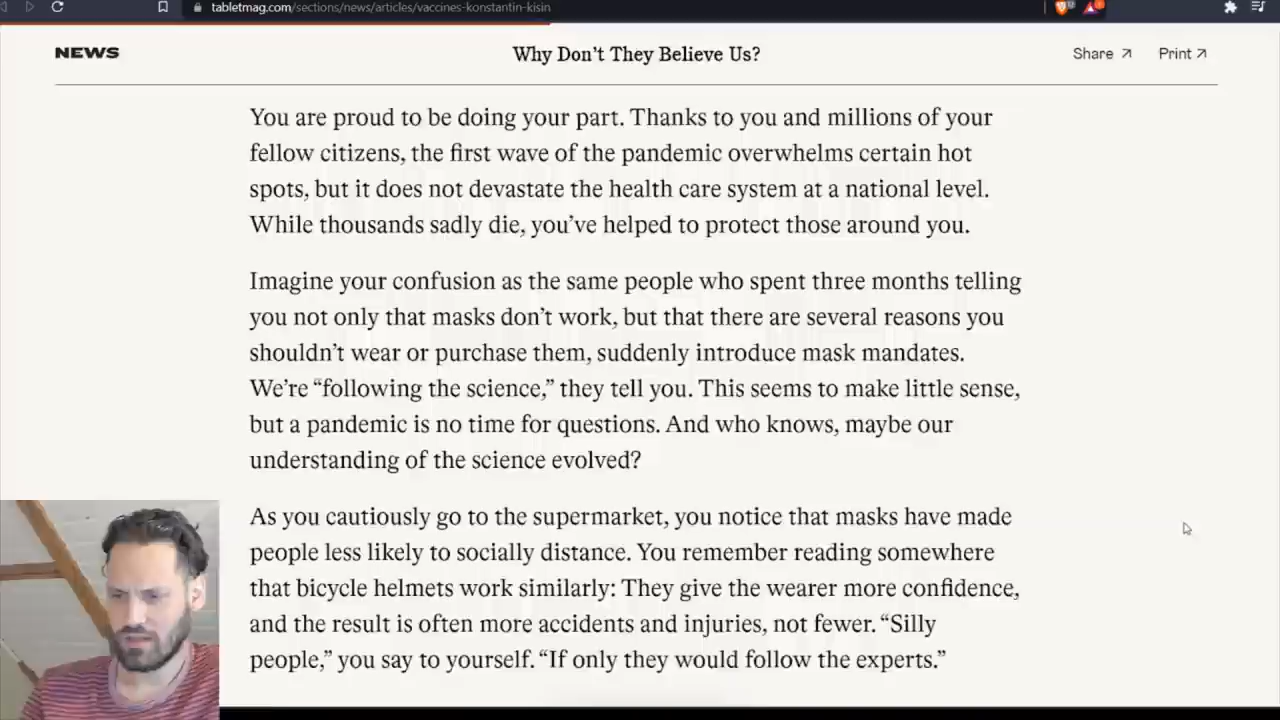 tabletmag.com/sections/news/articles/vaccines-konstantin-kisin
NEWS
Why Don't They Believe Us?
Share ↗
Print ↗
You are proud to be doing your part. Thanks to you and millions of your
fellow citizens, the first wave of the pandemic overwhelms certain hot
spots, but it does not devastate the health care system at a national level.
While thousands sadly die, you've helped to protect those around you.
Imagine your confusion as the same people who spent three months telling
you not only that masks don't work, but that there are several reasons you
shouldn't wear or purchase them, suddenly introduce mask mandates.
We're “following the science,” they tell you. This seems to make little sense,
but a pandemic is no time for questions. And who knows, maybe our
understanding of the science evolved?
As you cautiously go to the supermarket, you notice that masks have made
people less likely to socially distance. You remember reading somewhere
that bicycle helmets work similarly: They give the wearer more confidence,
and the result is often more accidents and injuries, not fewer. “Silly
people,” you say to yourself. “If only they would follow the experts.”